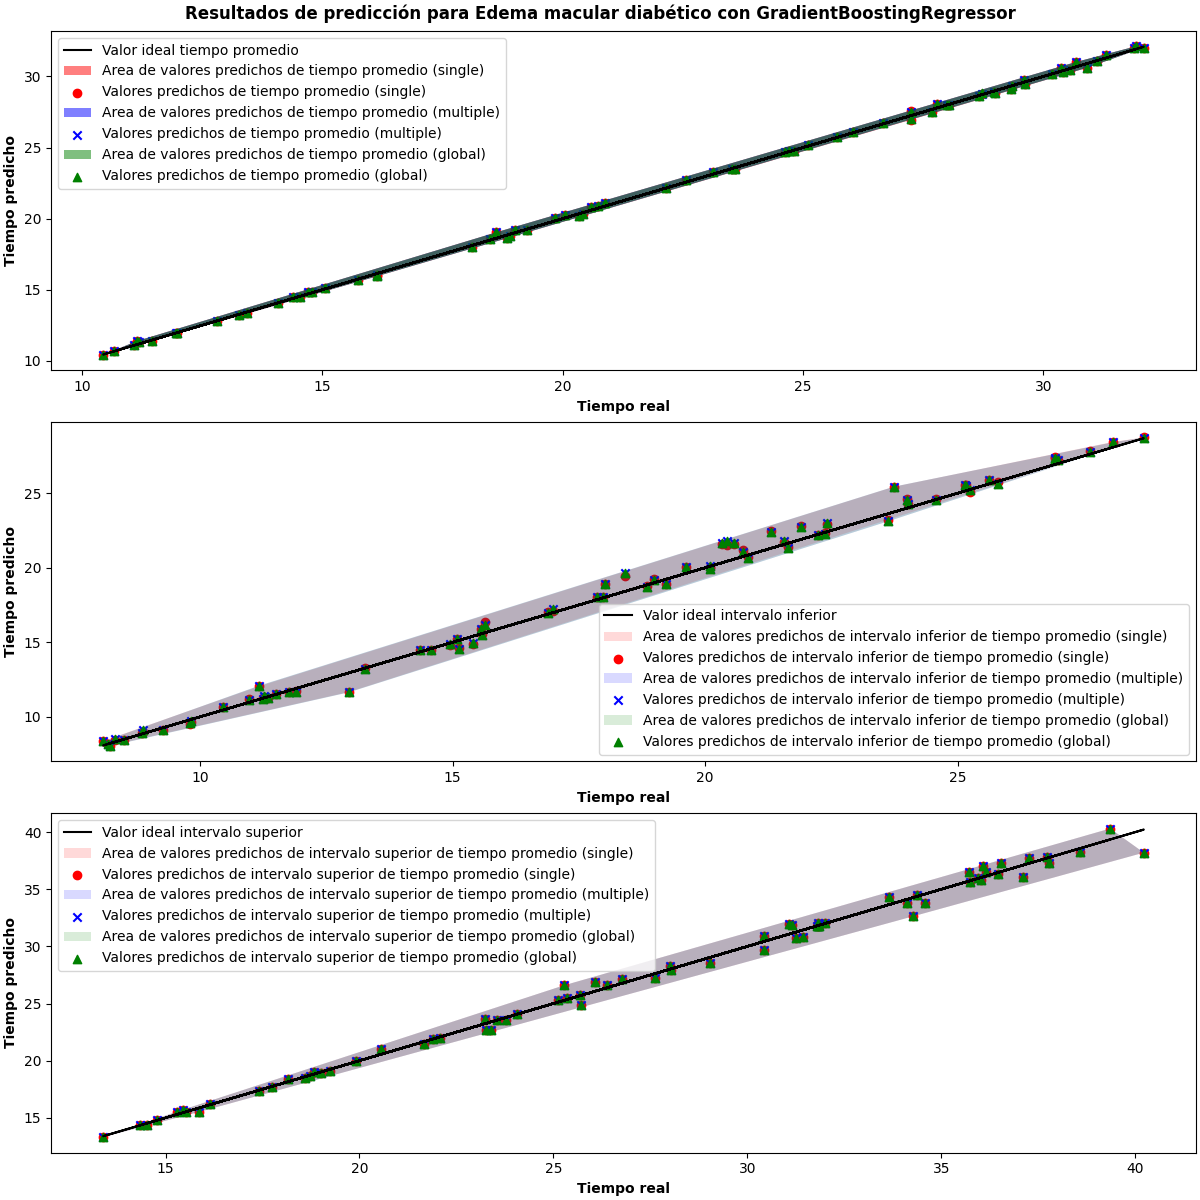 Resultados de predicción para Edema macular diabético con GradientBoostingRegressor
Valor ideal tiempo promedio
Area de valores predichos de tiempo promedio (single)
Valores predichos de tiempo promedio (single)
Area de valores predichos de tiempo promedio (multiple)
Valores predichos de tiempo promedio (multiple)
Area de valores predichos de tiempo promedio (global)
Valores predichos de tiempo promedio (global)
Tiempo predicho
30
25
20
15
10
10 15 20 25 30
Tiempo real
Valor ideal intervalo inferior
Area de valores predichos de intervalo inferior de tiempo promedio (single)
Valores predichos de intervalo inferior de tiempo promedio (single)
Area de valores predichos de intervalo inferior de tiempo promedio (multiple)
Valores predichos de intervalo inferior de tiempo promedio (multiple)
Area de valores predichos de intervalo inferior de tiempo promedio (global)
Valores predichos de intervalo inferior de tiempo promedio (global)
Tiempo predicho
25
20
15
10
10 15 20 25
Tiempo real
Valor ideal intervalo superior
Area de valores predichos de intervalo superior de tiempo promedio (single)
Valores predichos de intervalo superior de tiempo promedio (single)
Area de valores predichos de intervalo superior de tiempo promedio (multiple)
Valores predichos de intervalo superior de tiempo promedio (multiple)
Area de valores predichos de intervalo superior de tiempo promedio (global)
Valores predichos de intervalo superior de tiempo promedio (global)
Tiempo predicho
40
35
30
25
20
15
15 20 25 30 35 40
Tiempo real